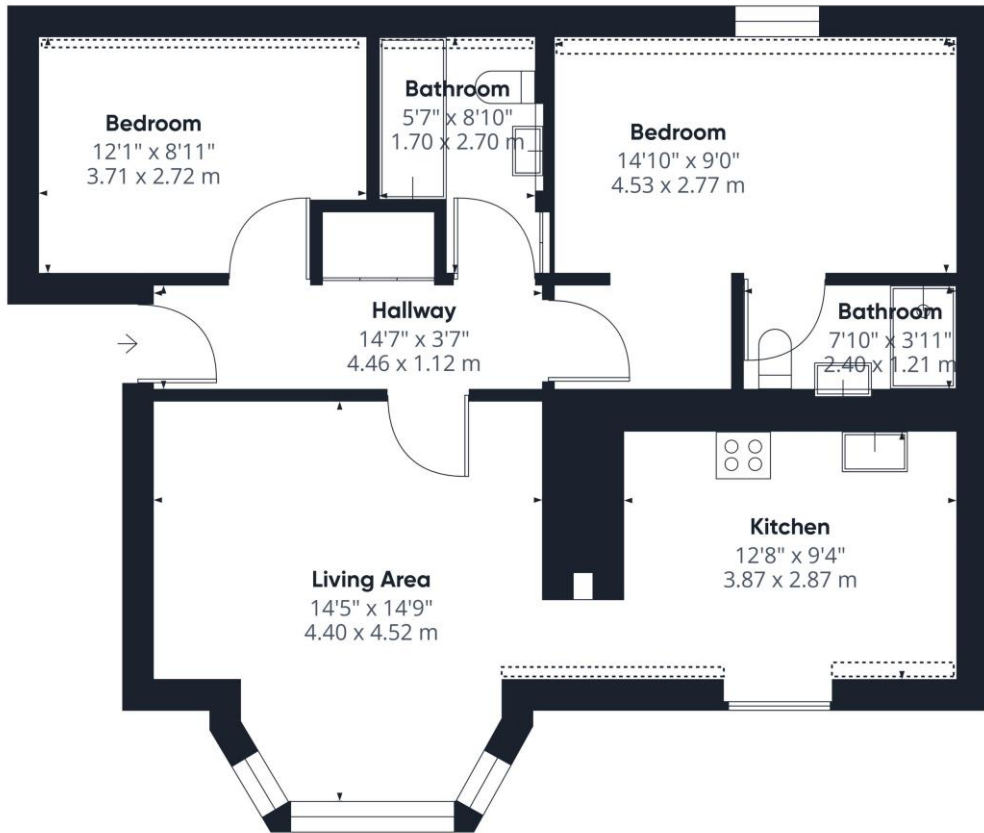 Bedroom
12'1" x 8'11"
3.71 x 2.72 m
Bathroom
5'7" x 8'10"
1.70 x 2.70 m
Bedroom
14'10" x 9'0"
4.53 x 2.77 m
Hallway
14'7" x 3'7"
4.46 x 1.12 m
Bathroom
7'10" x 3'11"
2.40 x 1.21 m
Living Area
14'5" x 14'9"
4.40 x 4.52 m
Kitchen
12'8" x 9'4"
3.87 x 2.87 m